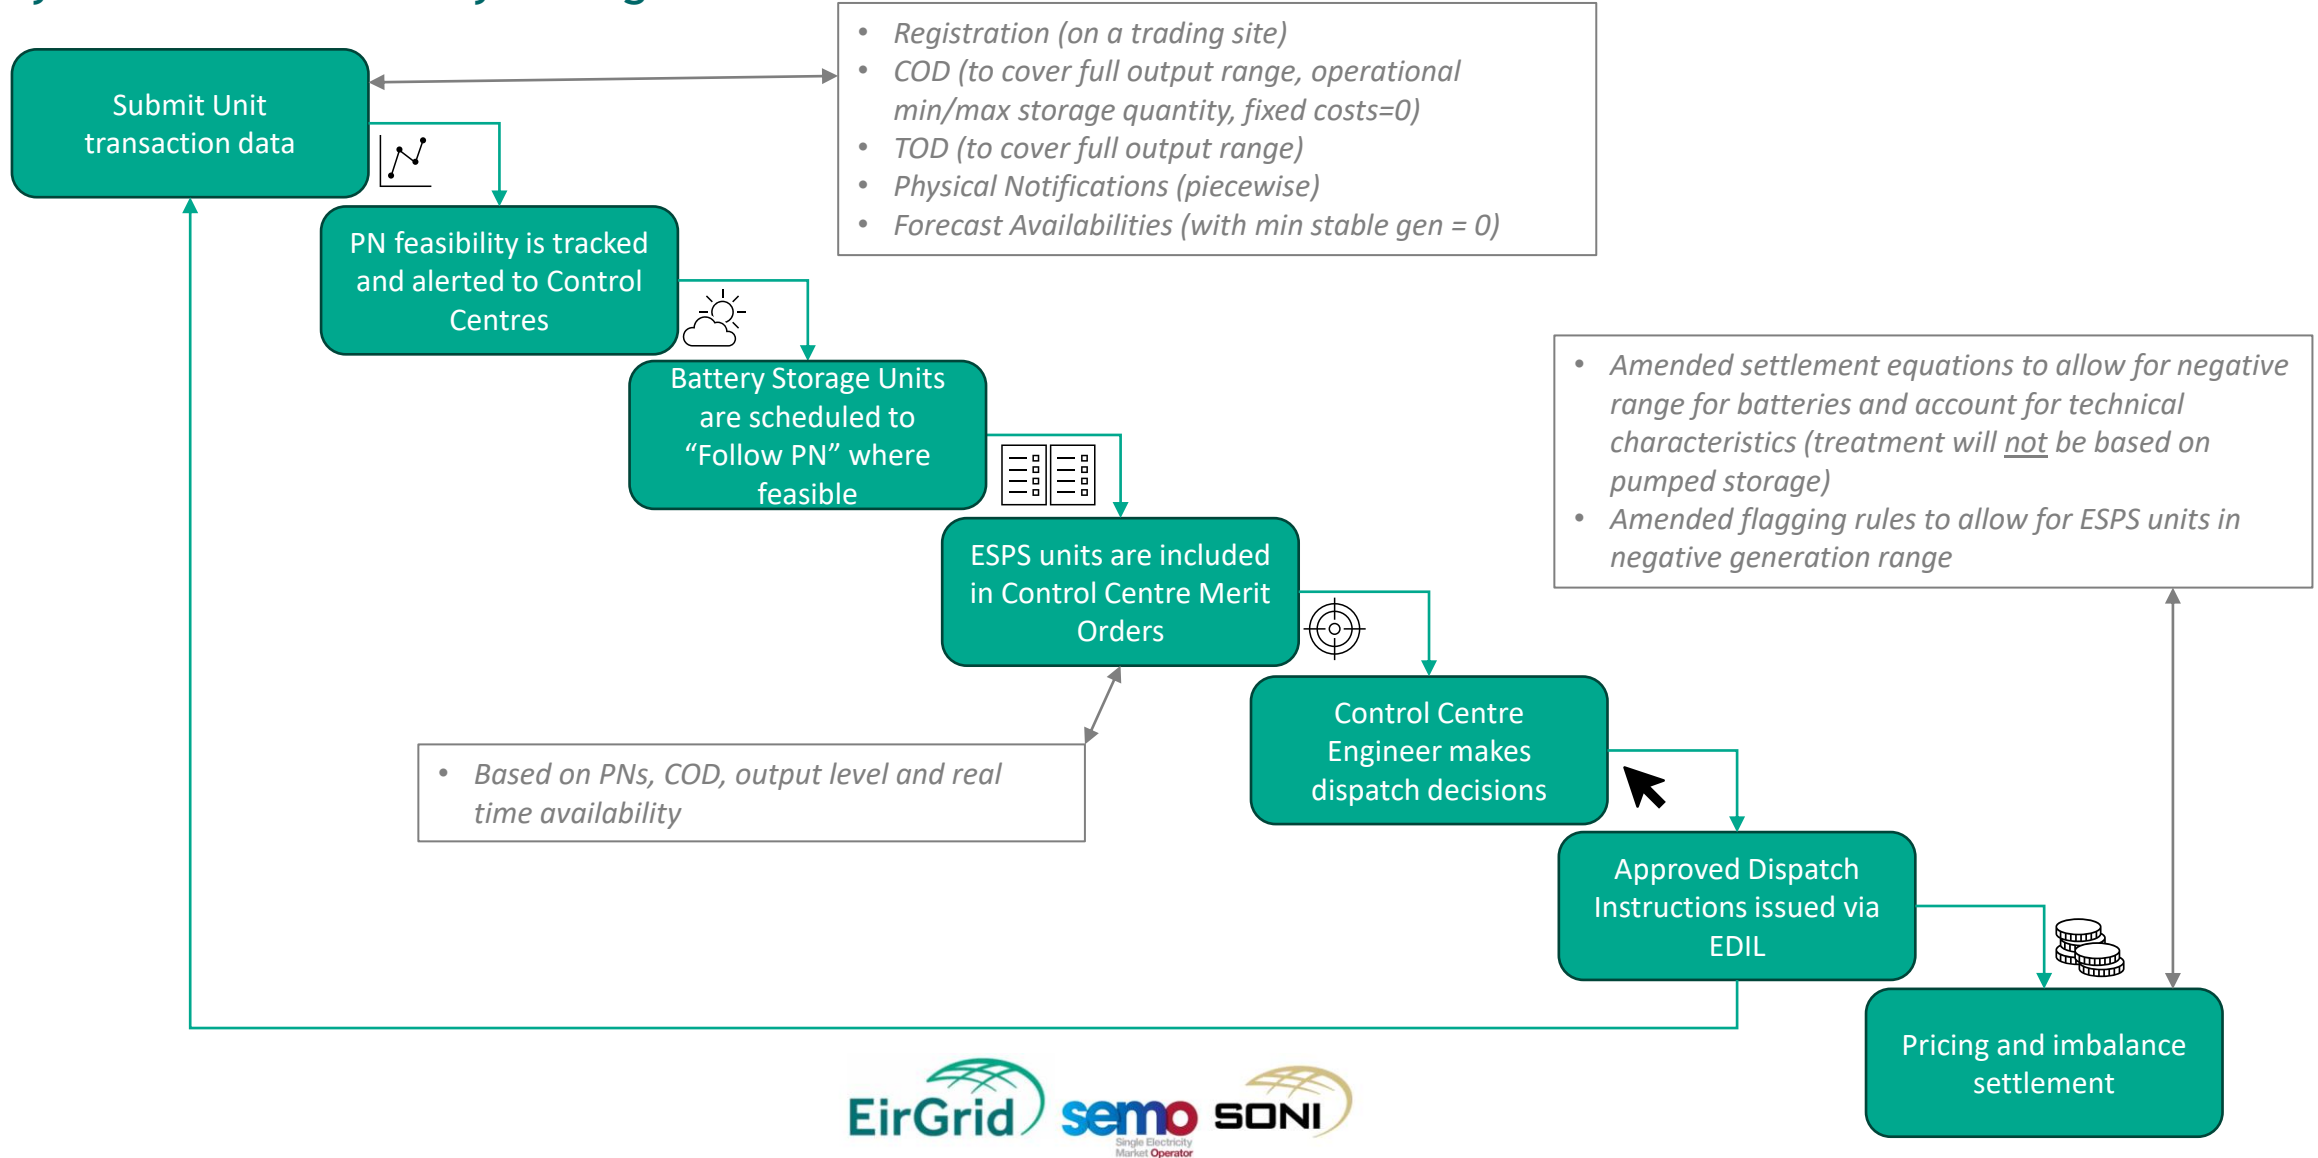 Submit Unit
transaction data
• Registration (on a trading site)
• COD (to cover full output range, operational
min/max storage quantity, fixed costs=0)
• TOD (to cover full output range)
• Physical Notifications (piecewise)
• Forecast Availabilities (with min stable gen = 0)
PN feasibility is tracked
and alerted to Control
Centres
Battery Storage Units
are scheduled to
“Follow PN” where
feasible
• Amended settlement equations to allow for negative
range for batteries and account for technical
characteristics (treatment will not be based on
pumped storage)
• Amended flagging rules to allow for ESPS units in
negative generation range
ESPS units are included
in Control Centre Merit
Orders
• Based on PNs, COD, output level and real
time availability
Control Centre
Engineer makes
dispatch decisions
Approved Dispatch
Instructions issued via
EDIL
Pricing and imbalance
settlement
EirGrid
semo
Single Electricity
Market Operator
SONI